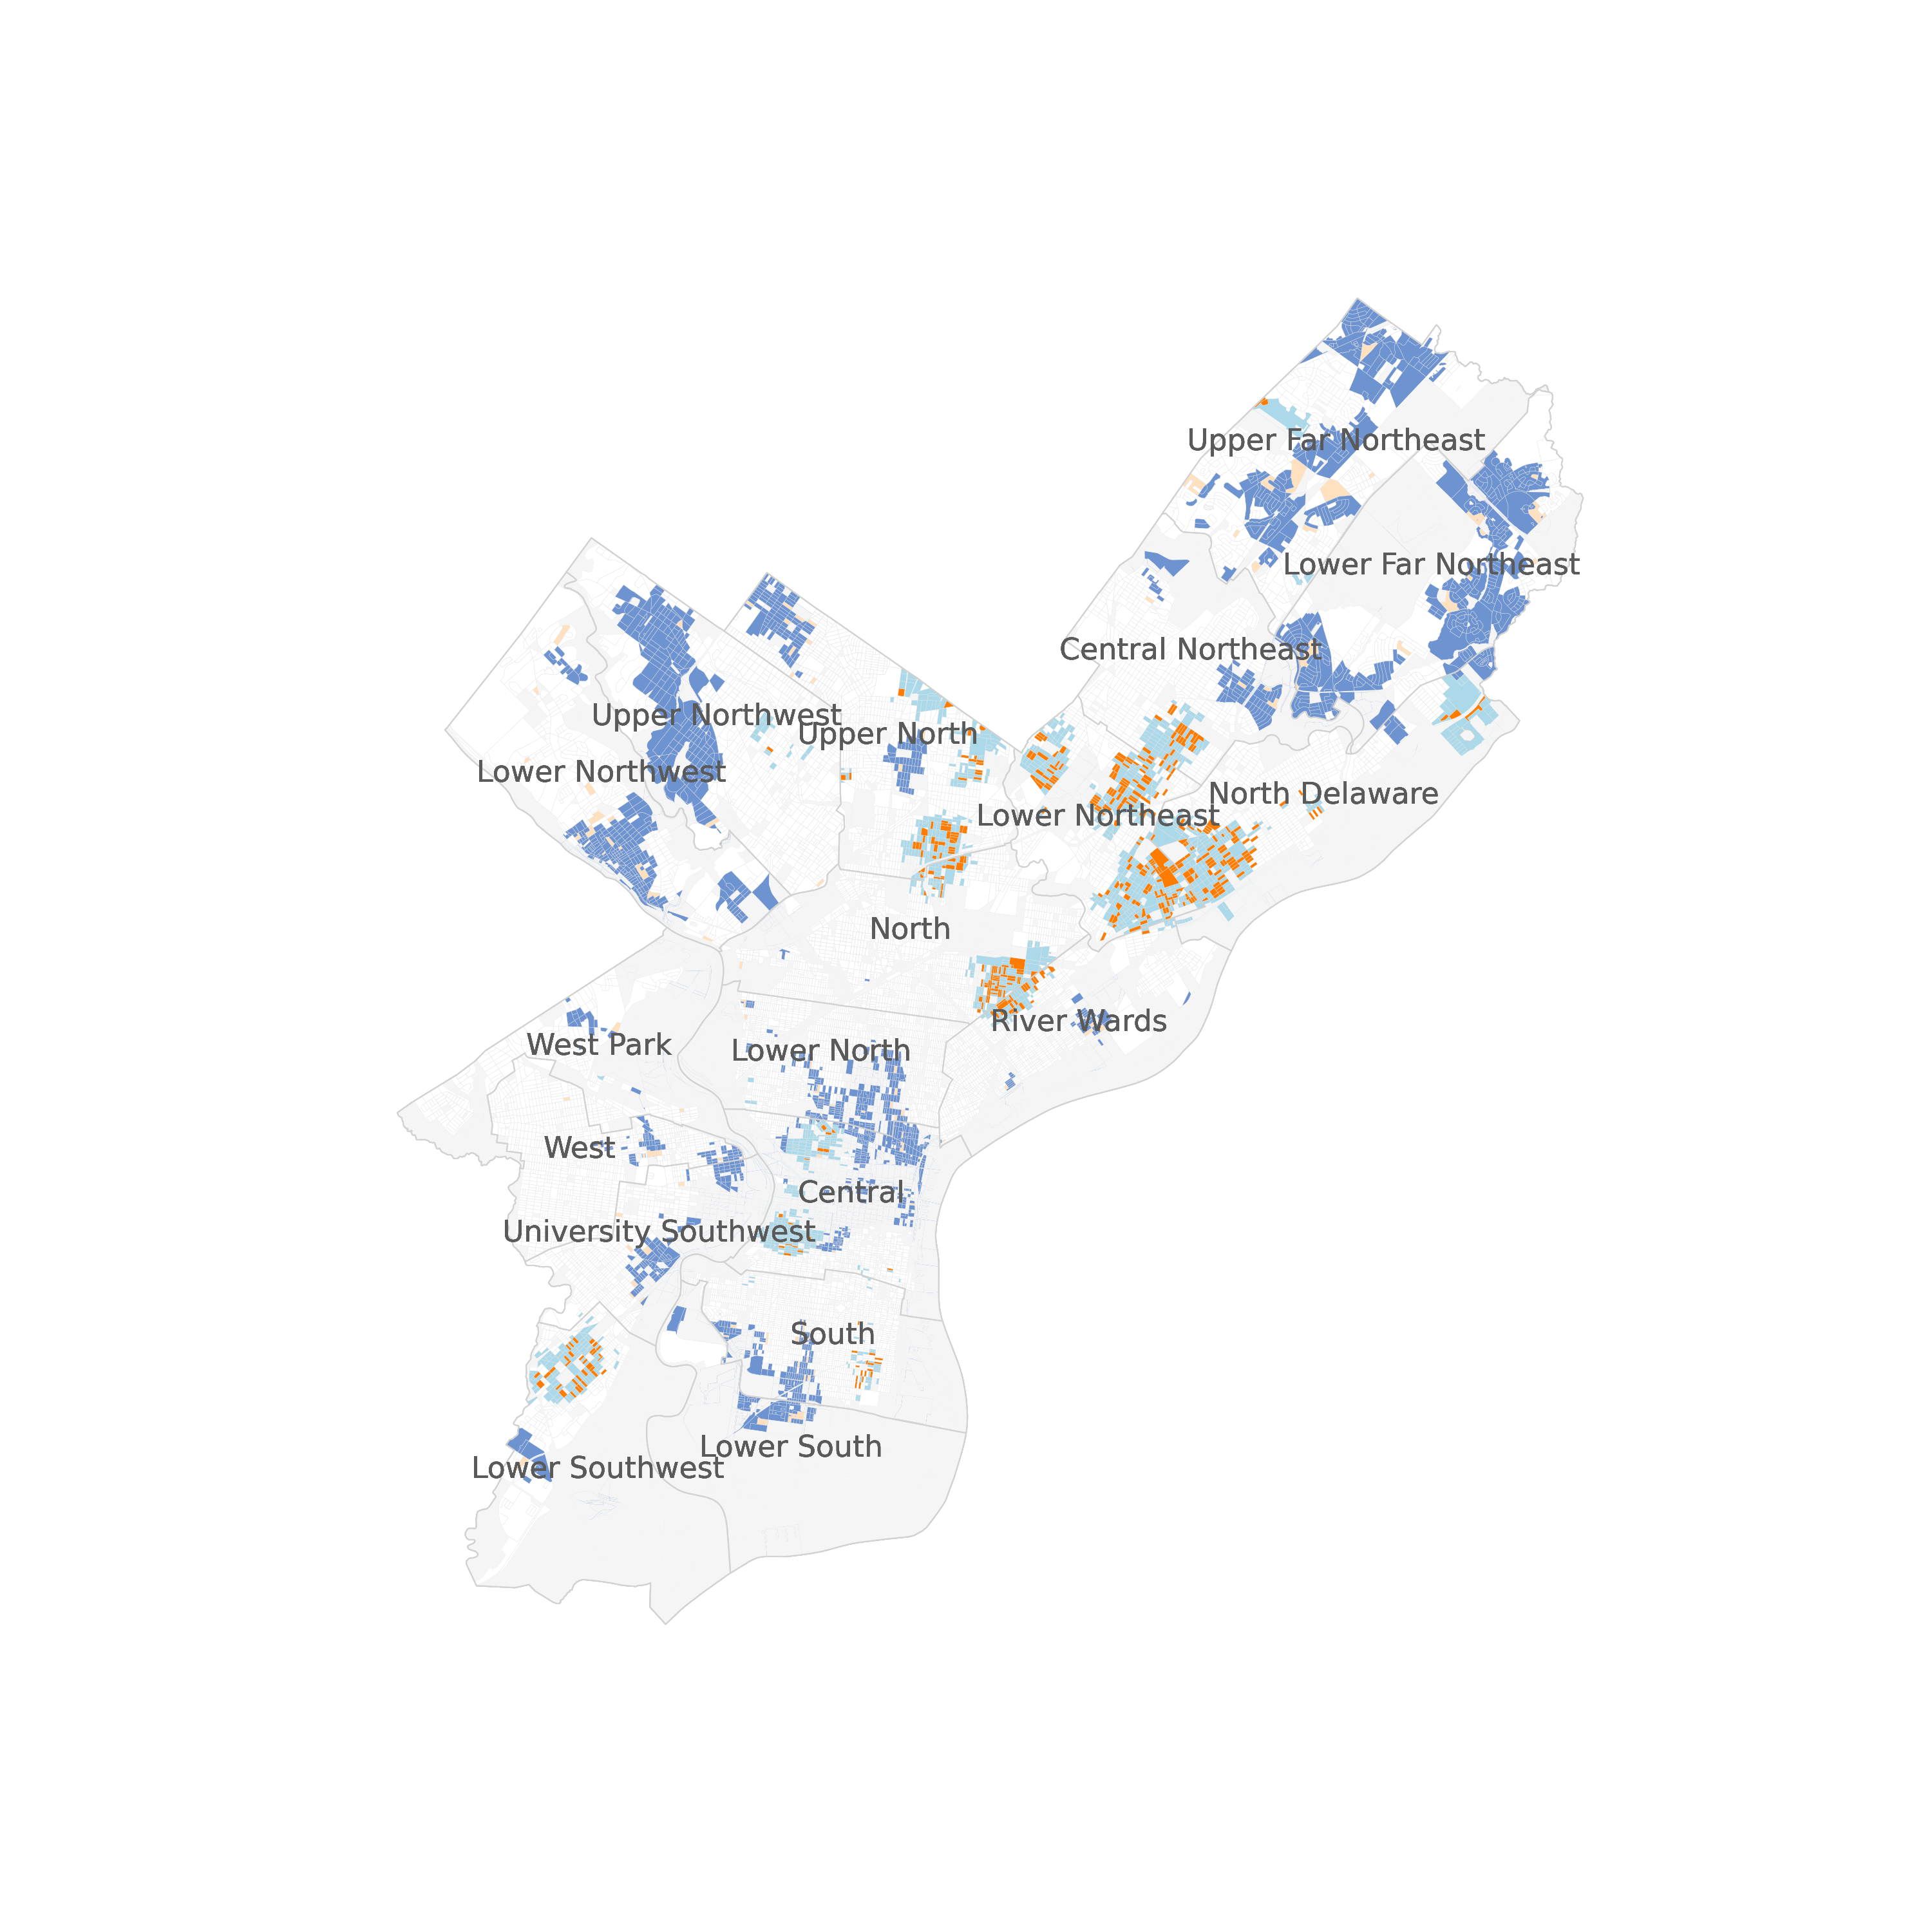 Upper Far Northeast
Lower Far Northeast
Central Northeast
Upper Northwest
Upper North
Lower Northwest
North Delaware
Lower Northeast
North
River Wards
West Park
Lower North
West
Central
University Southwest
South
Lower South
Lower Southwest